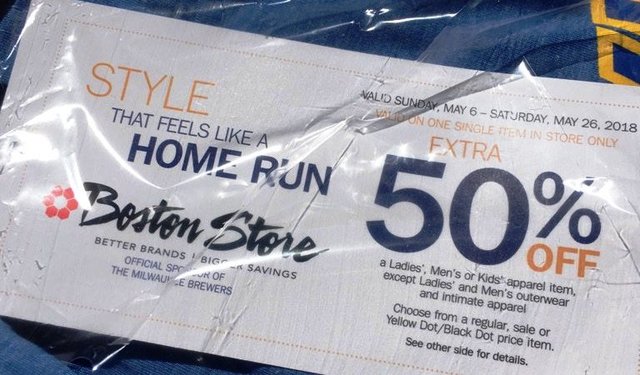 STYLE
THAT FEELS LIKE A
HOME RUN
Boston Store
BETTER BRANDS | BIGGER SAVINGS
OFFICIAL SPONSOR OF
THE MILWAUKEE BREWERS
VALID SUNDAY, MAY 6 – SATURDAY, MAY 26, 2018
VALID ON ONE SINGLE ITEM IN STORE ONLY
EXTRA
50%
OFF
a Ladies', Men's or Kids' apparel item,
except Ladies' and Men's outerwear
and intimate apparel
Choose from a regular, sale or
Yellow Dot/Black Dot price item.
See other side for details.